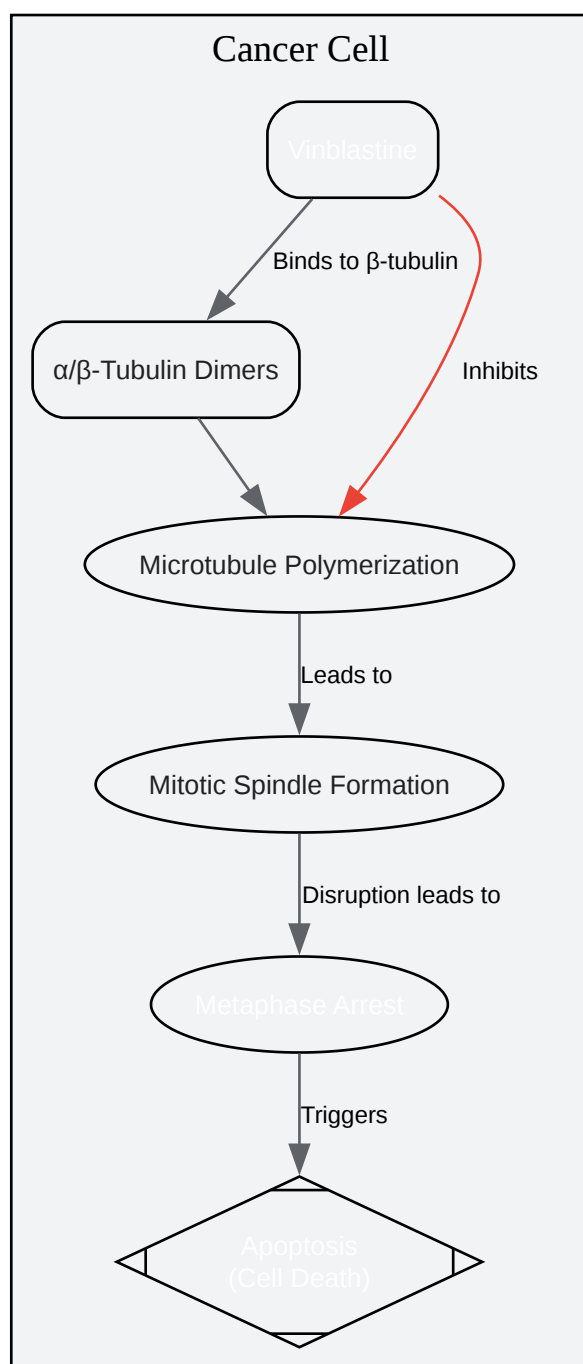 Cancer Cell
Vinblastine
Binds to β-tubulin
α/β-Tubulin Dimers
Inhibits
Microtubule Polymerization
Leads to
Mitotic Spindle Formation
Disruption leads to
Metaphase Arrest
Triggers
Apoptosis
(Cell Death)